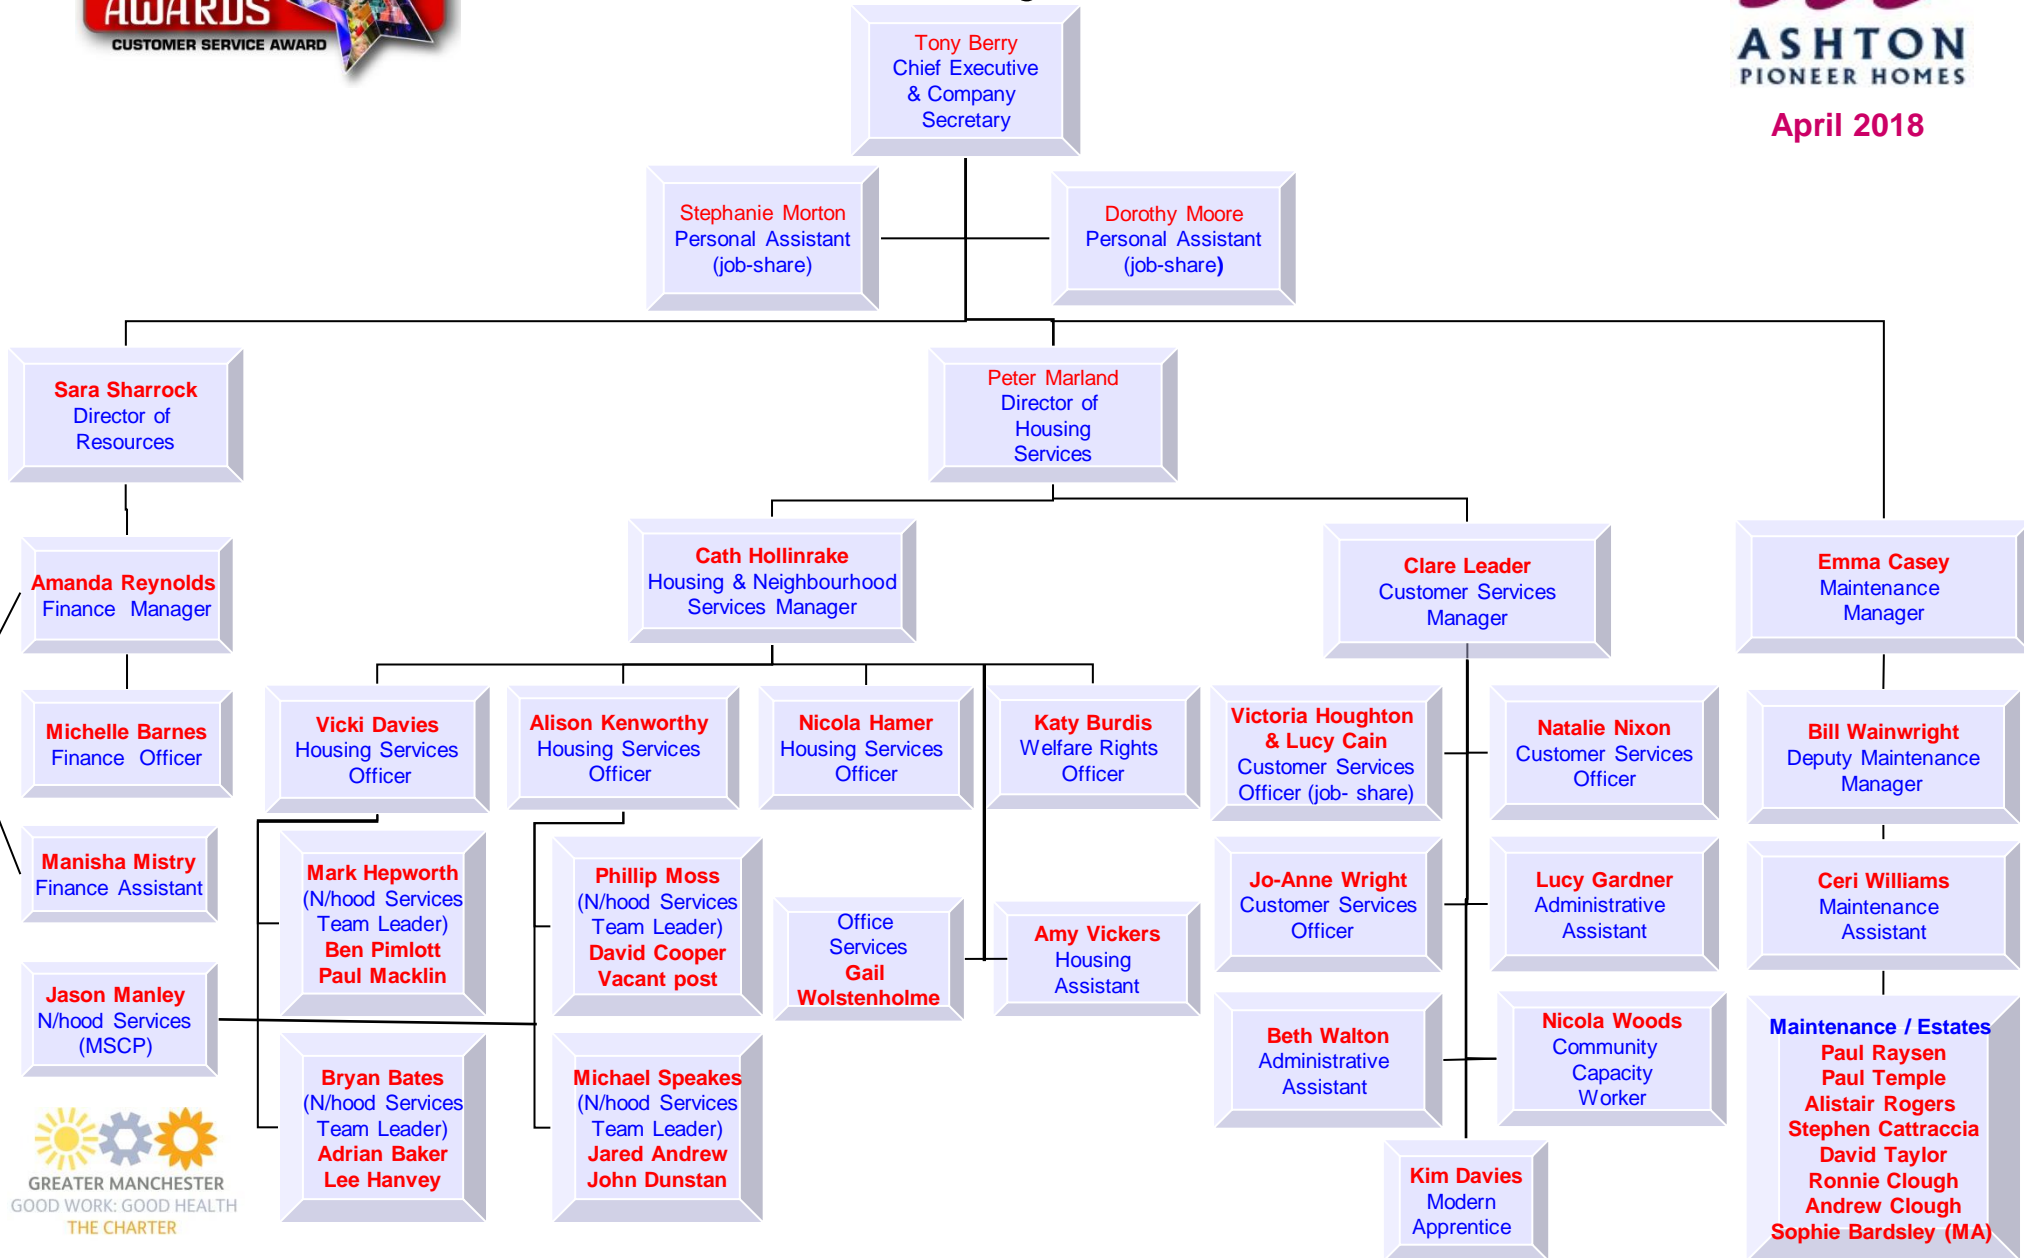 AWARDS
CUSTOMER SERVICE AWARD
ASHTON
PIONEER HOMES
April 2018
Tony Berry
Chief Executive
& Company
Secretary
Stephanie Morton
Personal Assistant
(job-share)
Dorothy Moore
Personal Assistant
(job-share)
Sara Sharrock
Director of
Resources
Peter Marland
Director of
Housing
Services
Amanda Reynolds
Finance Manager
Cath Hollinrake
Housing & Neighbourhood
Services Manager
Clare Leader
Customer Services
Manager
Emma Casey
Maintenance
Manager
Michelle Barnes
Finance Officer
Vicki Davies
Housing Services
Officer
Alison Kenworthy
Housing Services
Officer
Nicola Hamer
Housing Services
Officer
Katy Burdis
Welfare Rights
Officer
Victoria Houghton
& Lucy Cain
Customer Services
Officer (job- share)
Natalie Nixon
Customer Services
Officer
Bill Wainwright
Deputy Maintenance
Manager
Manisha Mistry
Finance Assistant
Mark Hepworth
(N/hood Services
Team Leader)
Ben Pimlott
Paul Macklin
Phillip Moss
(N/hood Services
Team Leader)
David Cooper
Vacant post
Office
Services
Gail
Wolstenholme
Amy Vickers
Housing
Assistant
Jo-Anne Wright
Customer Services
Officer
Lucy Gardner
Administrative
Assistant
Ceri Williams
Maintenance
Assistant
Jason Manley
N/hood Services
(MSCP)
Bryan Bates
(N/hood Services
Team Leader)
Adrian Baker
Lee Hanvey
Michael Speakes
(N/hood Services
Team Leader)
Jared Andrew
John Dunstan
Beth Walton
Administrative
Assistant
Nicola Woods
Community
Capacity
Worker
Maintenance / Estates
Paul Raysen
Paul Temple
Alistair Rogers
Stephen Cattraccia
David Taylor
Ronnie Clough
Andrew Clough
Sophie Bardsley (MA)
Kim Davies
Modern
Apprentice
GREATER MANCHESTER
GOOD WORK: GOOD HEALTH
THE CHARTER